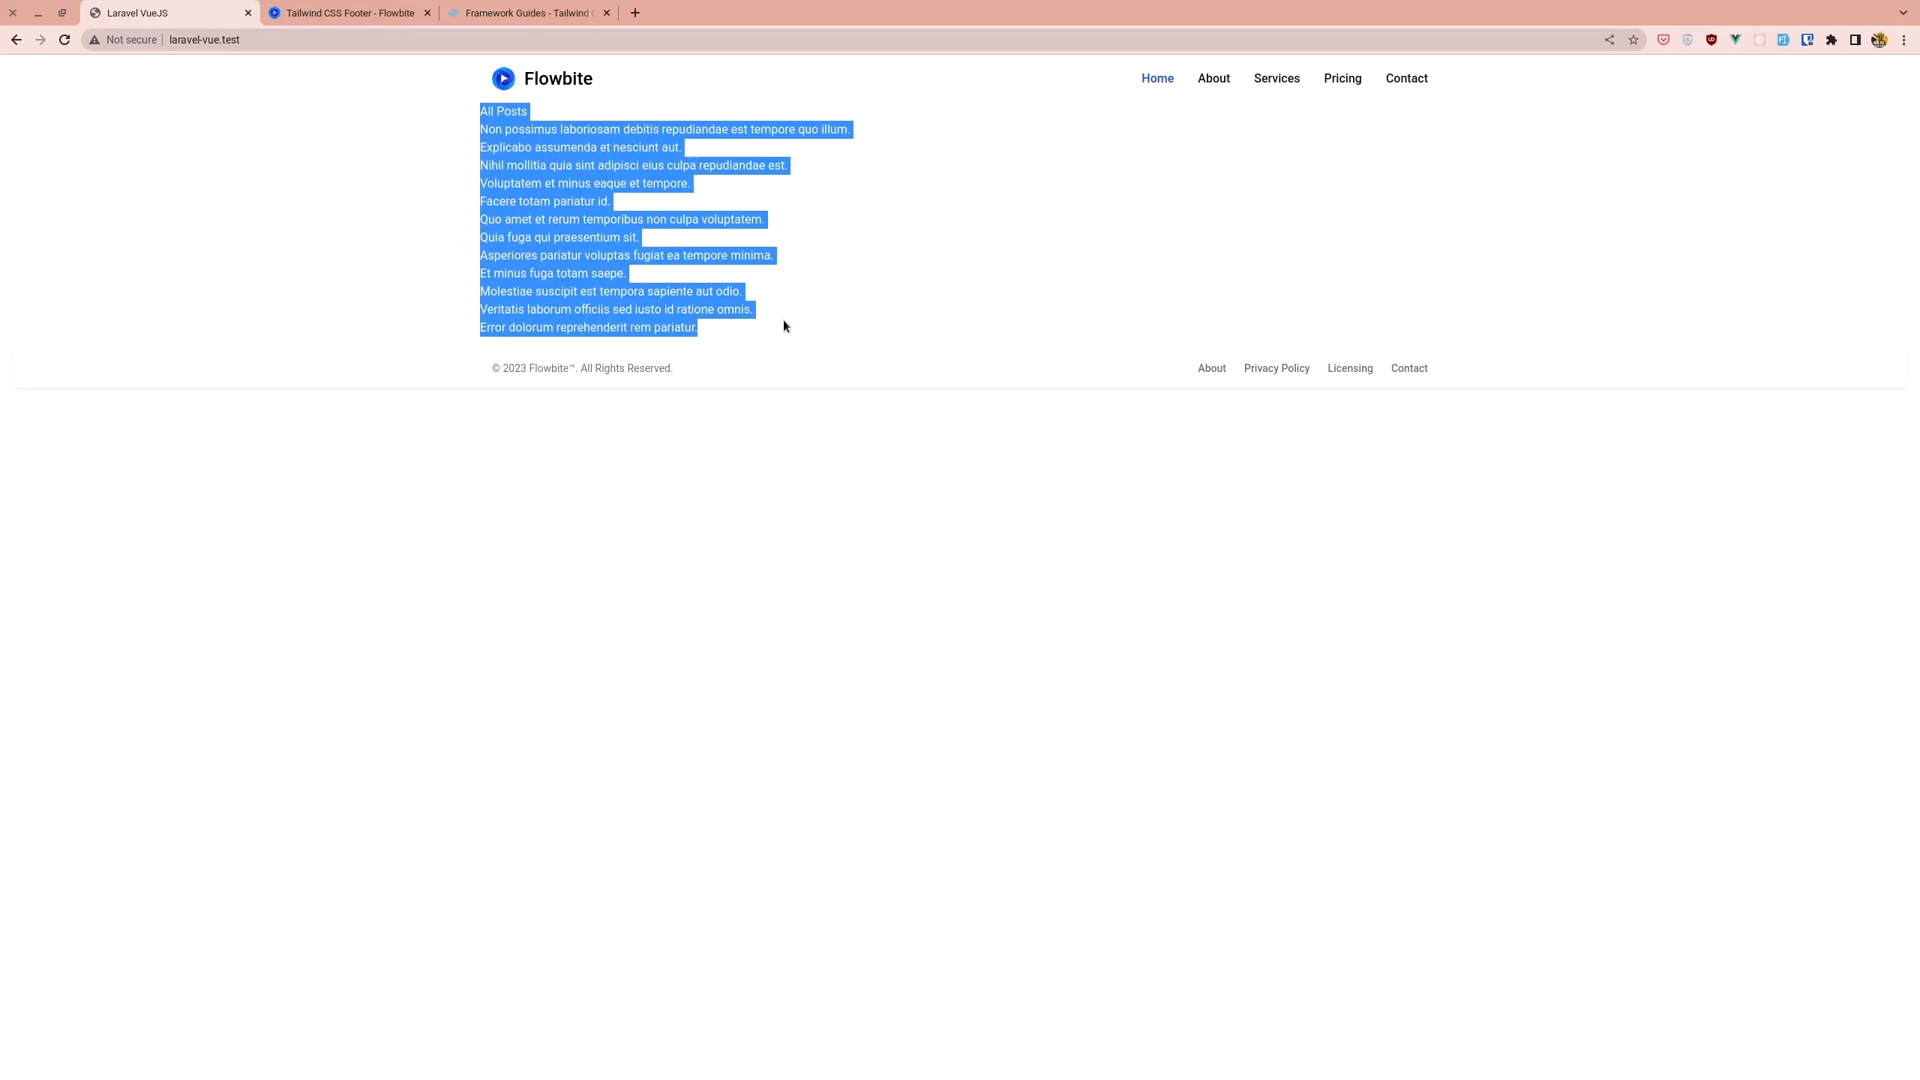 Laravel VueJS
Tailwind CSS Footer - Flowbite
Framework Guides - Tailwind
Not secure laravel-vue.test
Flowbite
Home About Services Pricing Contact
All Posts
Non possimus laboriosam debitis repudiandae est tempore quo illum.
Explicabo assumenda et nesciunt aut.
Nihil mollitia quia sint adipisci eius culpa repudiandae est.
Voluptatem et minus eaque et tempore.
Facere totam pariatur id.
Quo amet et rerum temporibus non culpa voluptatem.
Quia fuga qui praesentium sit.
Asperiores pariatur voluptas fugiat ea tempore minima.
Et minus fuga totam saepe.
Molestiae suscipit est tempora sapiente aut odio.
Veritatis laborum officiis sed iusto id ratione omnis.
Error dolorum reprehenderit rem pariatur.
© 2023 Flowbite™. All Rights Reserved.
About Privacy Policy Licensing Contact